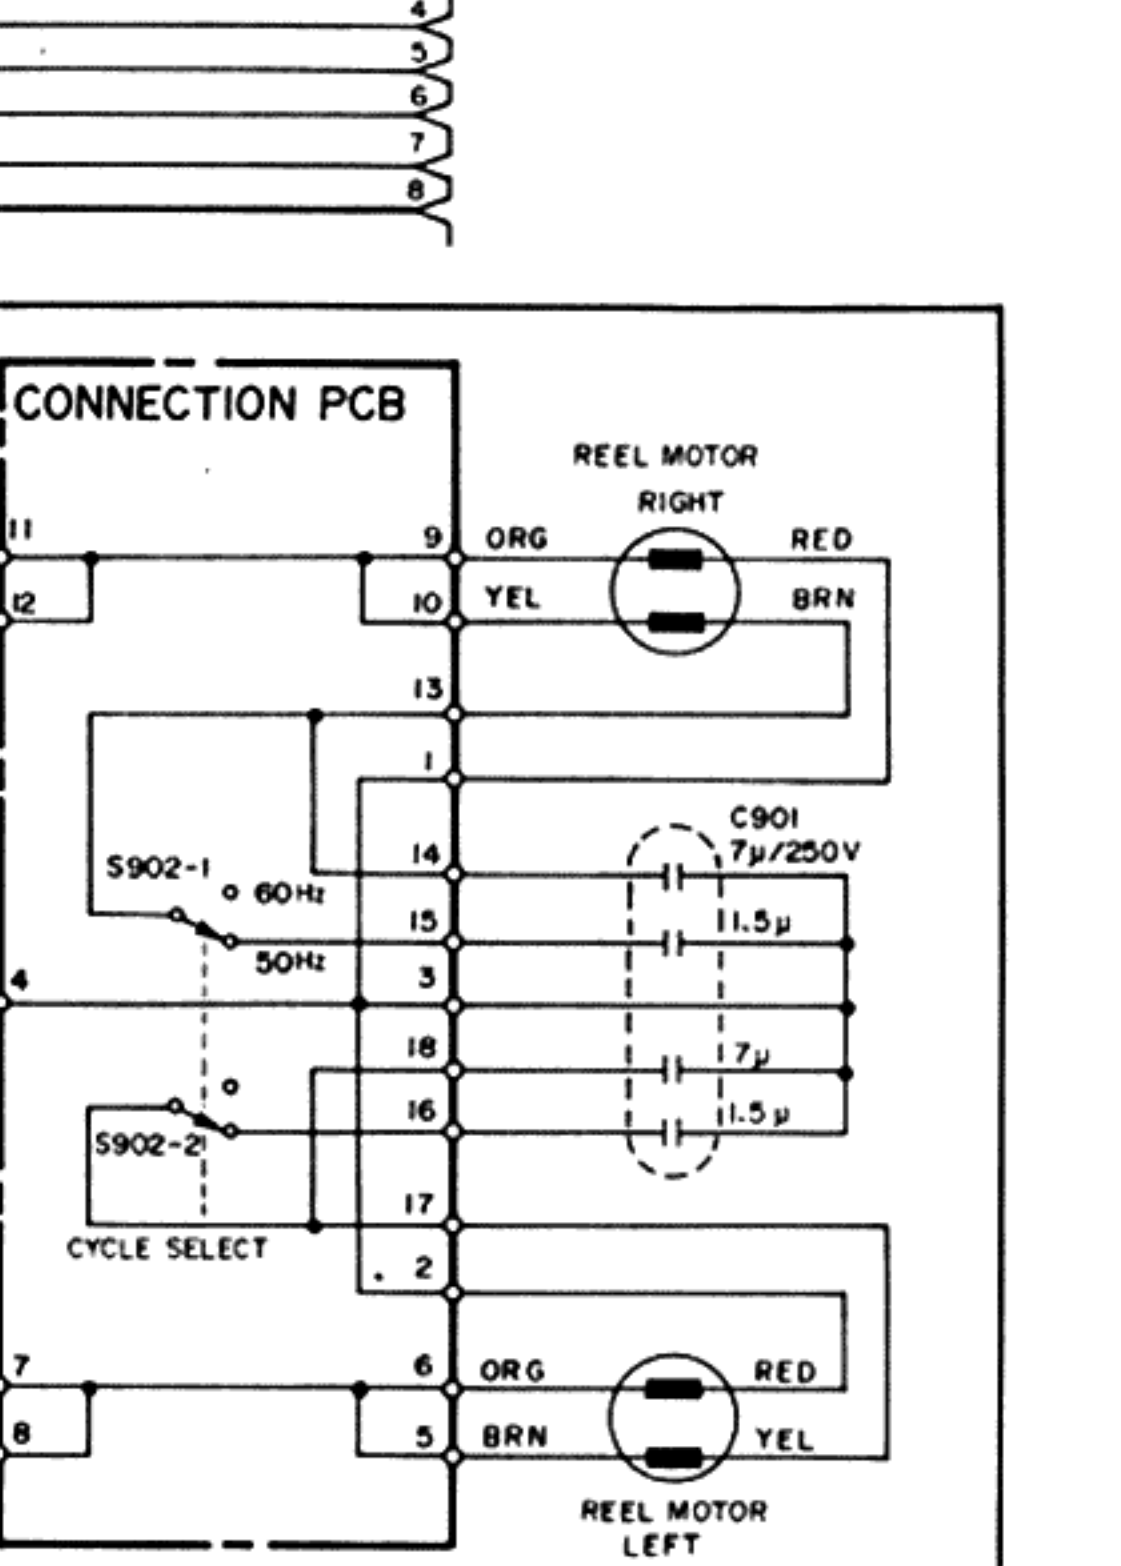 4
5
6
7
8
CONNECTION PCB
REEL MOTOR
RIGHT
11
9 ORG RED
12
10 YEL BRN
13
1
C901
7µ/250V
14
S902-1
60Hz
15
1.5µ
50Hz
3
4
18
7µ
16
1.5µ
S902-2
17
CYCLE SELECT
2
7
6 ORG RED
8
5 BRN YEL
REEL MOTOR
LEFT